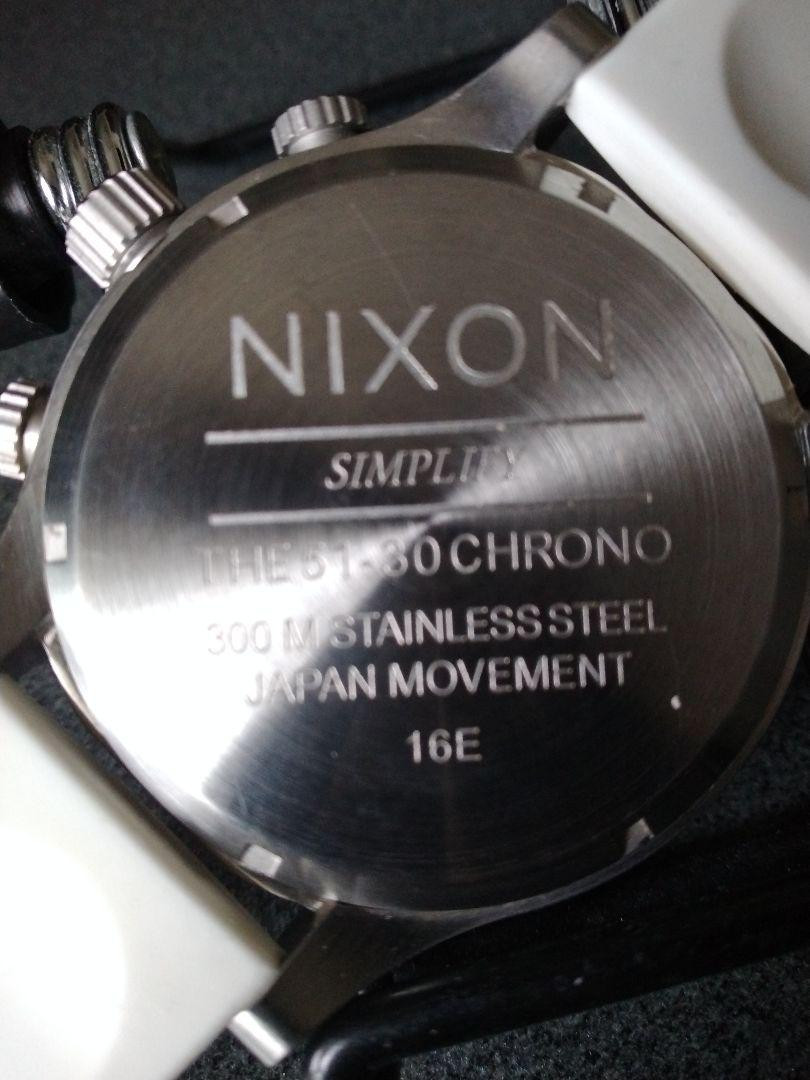 NIXON
SIMPLIFY
THE 51-30 CHRONO
300 M STAINLESS STEEL
JAPAN MOVEMENT
16E